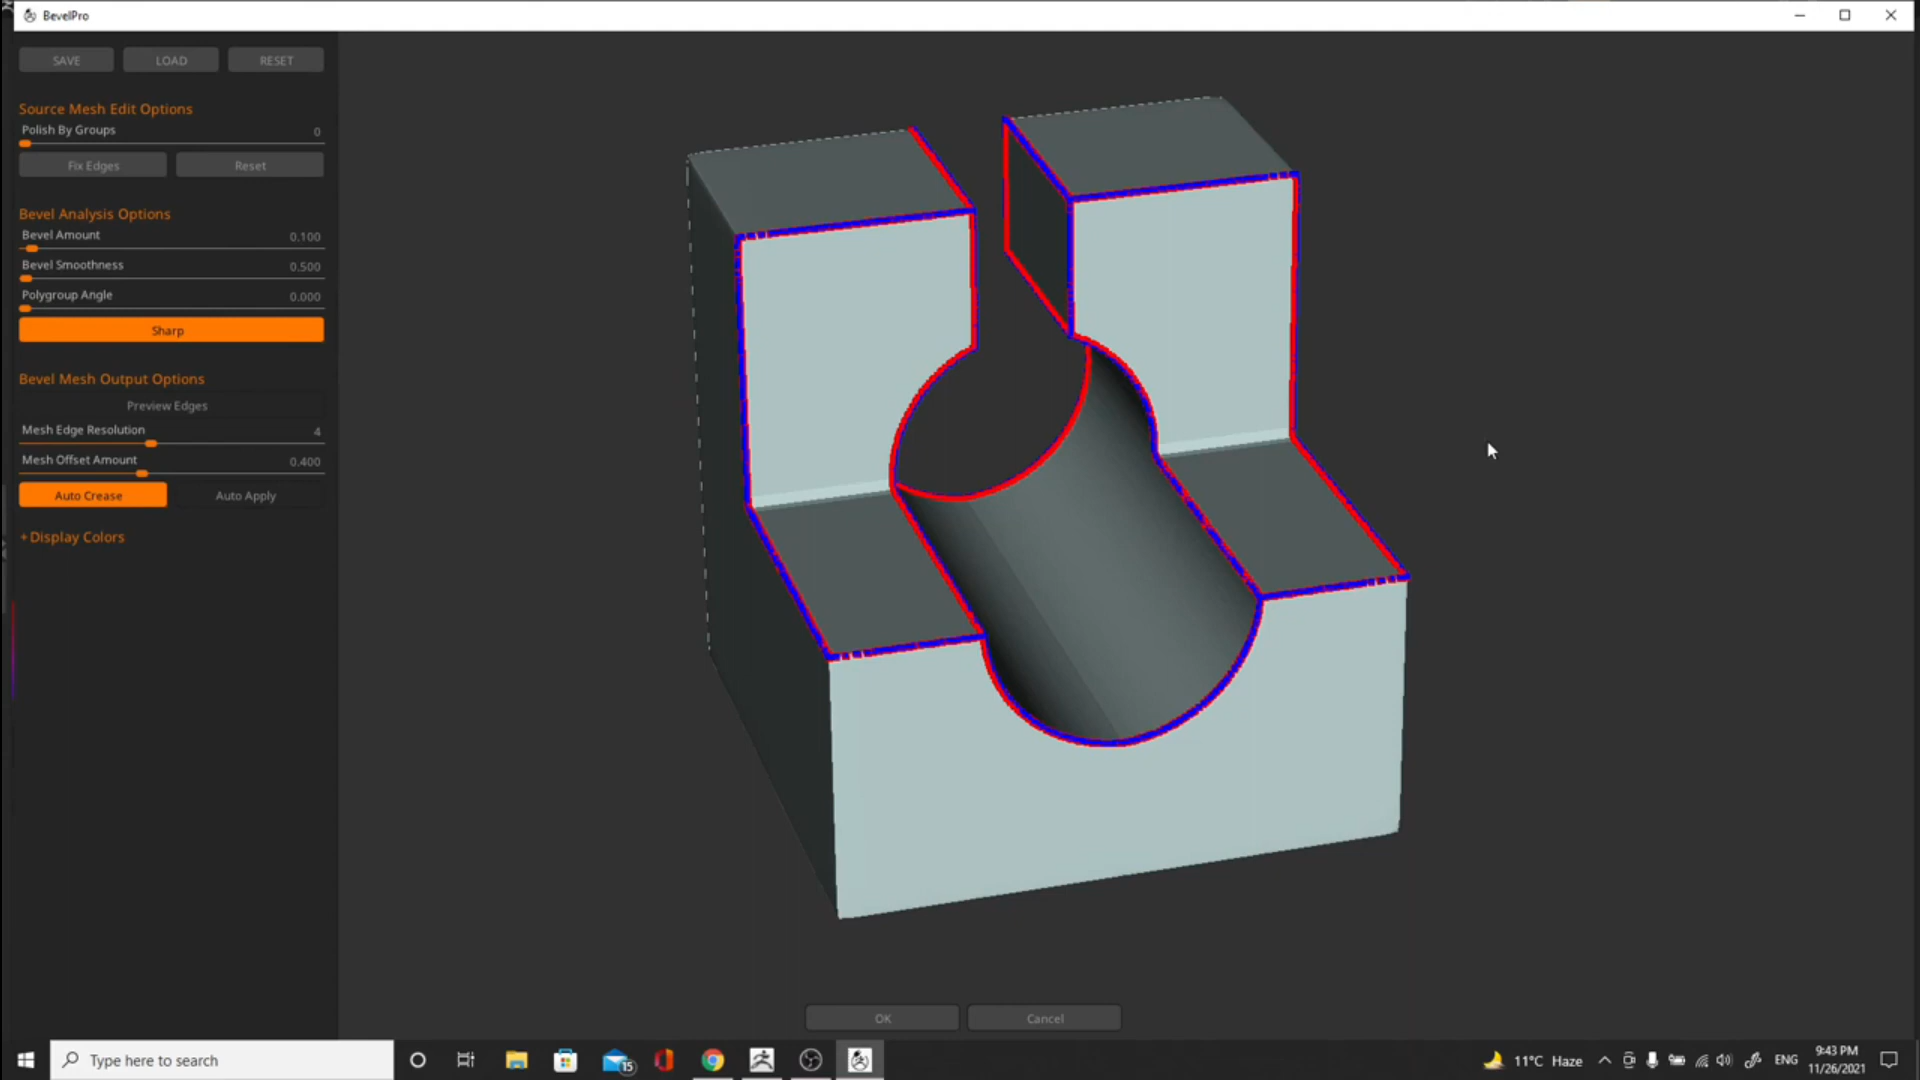 BevelPro
SAVE LOAD RESET
Source Mesh Edit Options
Polish By Groups 0
Fix Edges Reset
Bevel Analysis Options
Bevel Amount 0.100
Bevel Smoothness 0.500
Polygroup Angle 0.000
Sharp
Bevel Mesh Output Options
Preview Edges
Mesh Edge Resolution 4
Mesh Offset Amount 0.400
Auto Crease Auto Apply
+Display Colors
OK Cancel
Type here to search
15
11°C Haze
ENG
9:43 PM
11/26/2021